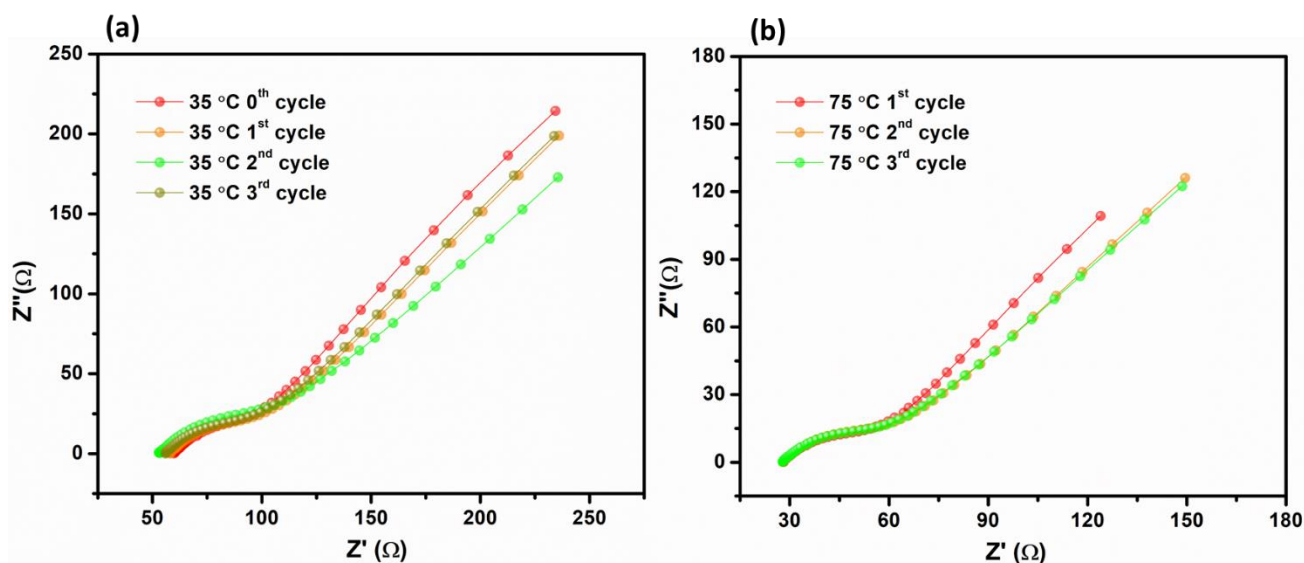 (a)
250
200
150
100
50
0
Z"(Ω)
35 °C 0th cycle
35 °C 1st cycle
35 °C 2nd cycle
35 °C 3rd cycle
50 100 150 200 250
Z' (Ω)
(b)
180
150
120
90
60
30
0
Z"(Ω)
75 °C 1st cycle
75 °C 2nd cycle
75 °C 3rd cycle
30 60 90 120 150 180
Z' (Ω)